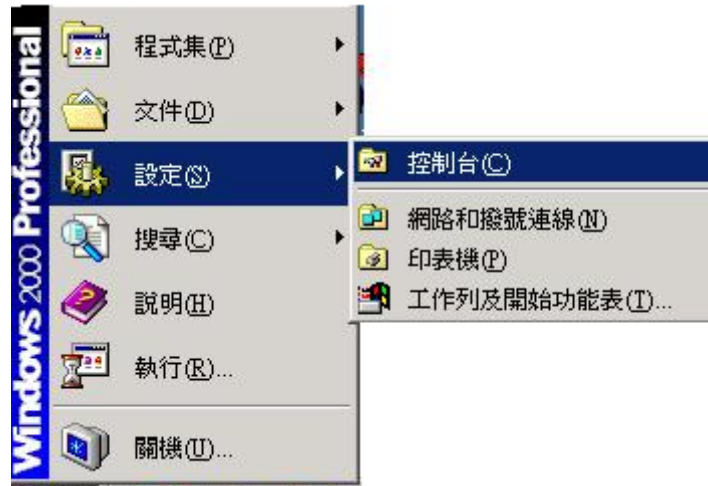 Windows 2000 Professional
程式集(P)
文件(D)
設定(S)
搜尋(C)
說明(H)
執行(R)...
關機(U)...
控制台(C)
網路和撥號連線(N)
印表機(P)
工作列及開始功能表(T)...